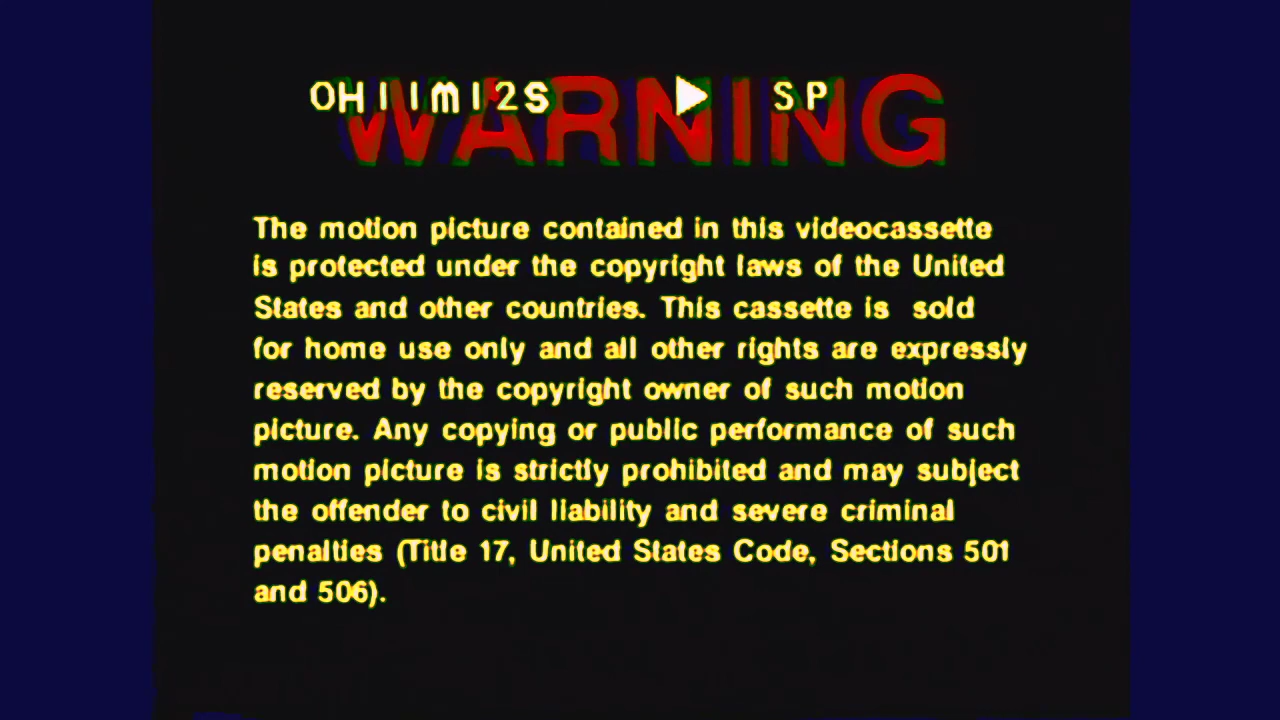 0H11M12S ▶ SP
WARNING
The motion picture contained in this videocassette
is protected under the copyright laws of the United
States and other countries. This cassette is sold
for home use only and all other rights are expressly
reserved by the copyright owner of such motion
picture. Any copying or public performance of such
motion picture is strictly prohibited and may subject
the offender to civil liability and severe criminal
penalties (Title 17, United States Code, Sections 501
and 506).